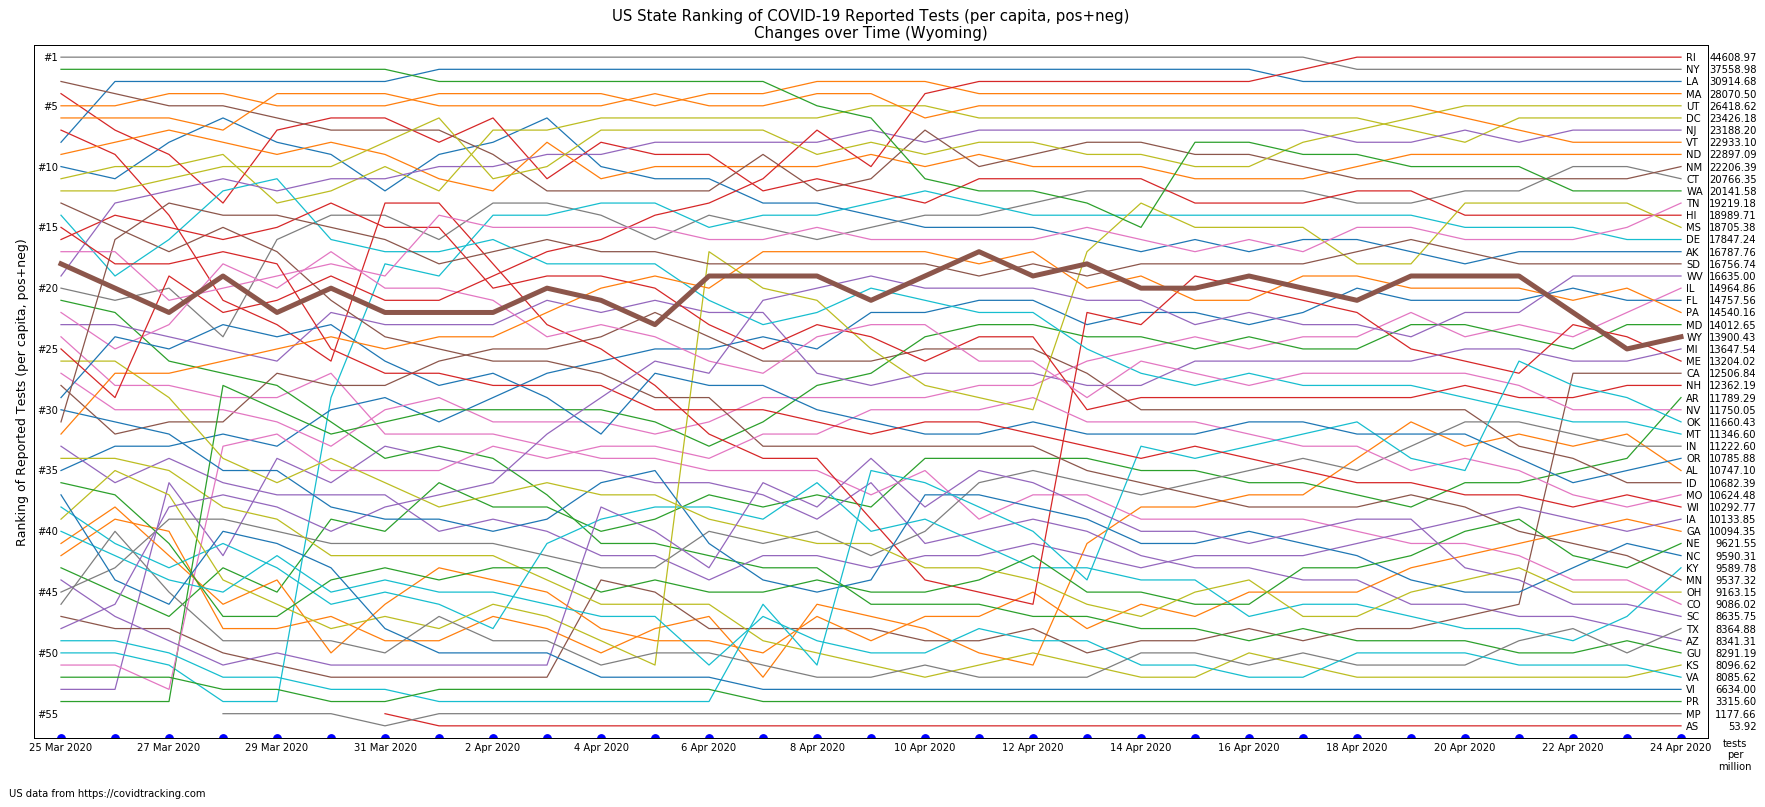 US State Ranking of COVID-19 Reported Tests (per capita, pos+neg)
Changes over Time (Wyoming)
Ranking of Reported Tests (per capita, pos+neg)
#1
#5
#10
#15
#20
#25
#30
#35
#40
#45
#50
#55
RI 44608.97
NY 37558.98
LA 30914.68
MA 28070.50
UT 26418.62
DC 23426.18
NJ 23188.20
VT 22933.10
ND 22897.09
NM 22206.39
CT 20766.35
WA 20141.58
TN 19219.18
HI 18989.71
MS 18705.38
DE 17847.24
AK 16787.76
SD 16756.74
WV 16635.00
IL 14964.86
FL 14757.56
PA 14540.16
MD 14012.65
WY 13900.43
MI 13647.54
ME 13204.02
CA 12506.84
NH 12362.19
AR 11789.29
NV 11750.05
OK 11660.43
MT 11346.60
IN 11222.60
OR 10785.88
AL 10747.10
ID 10682.39
MO 10624.48
WI 10292.77
IA 10133.85
GA 10094.35
NE 9621.55
NC 9590.31
KY 9589.78
MN 9537.32
OH 9163.15
CO 9086.02
SC 8635.75
TX 8364.88
AZ 8341.31
GU 8291.19
KS 8096.62
VA 8085.62
VI 6634.00
PR 3315.60
MP 1177.66
AS 53.92
25 Mar 2020 27 Mar 2020 29 Mar 2020 31 Mar 2020 2 Apr 2020 4 Apr 2020 6 Apr 2020 8 Apr 2020 10 Apr 2020 12 Apr 2020 14 Apr 2020 16 Apr 2020 18 Apr 2020 20 Apr 2020 22 Apr 2020 24 Apr 2020
tests
per
million
US data from https://covidtracking.com